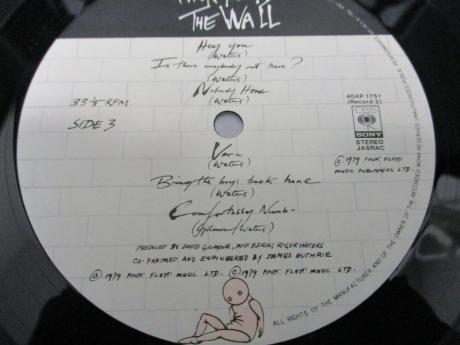 THE WALL
Hey you
(Waters)
Is there anybody out there?
(Waters)
Nobody Home
(Waters)
33⅓ RPM
SIDE 3
40AP 1751
(Record 2)
SONY
STEREO
JASRAC
Vera
(Waters)
Bring the boys back home
(Waters)
Comfortably Numb
(Gilmour/Waters)
℗1979 PINK FLOYD
MUSIC PUBLISHERS LTD.
PRODUCED BY DAVID GILMOUR, BOB EZRIN, ROGER WATERS
CO-PRODUCED AND ENGINEERED BY JAMES GUTHRIE
℗ 1979 PINK FLOYD MUSIC LTD. ©1979 PINK FLOYD MUSIC LTD.
ALL RIGHTS OF THE MANUFACTURER AND OF THE OWNER OF THE RECORDED WORK RESERVED